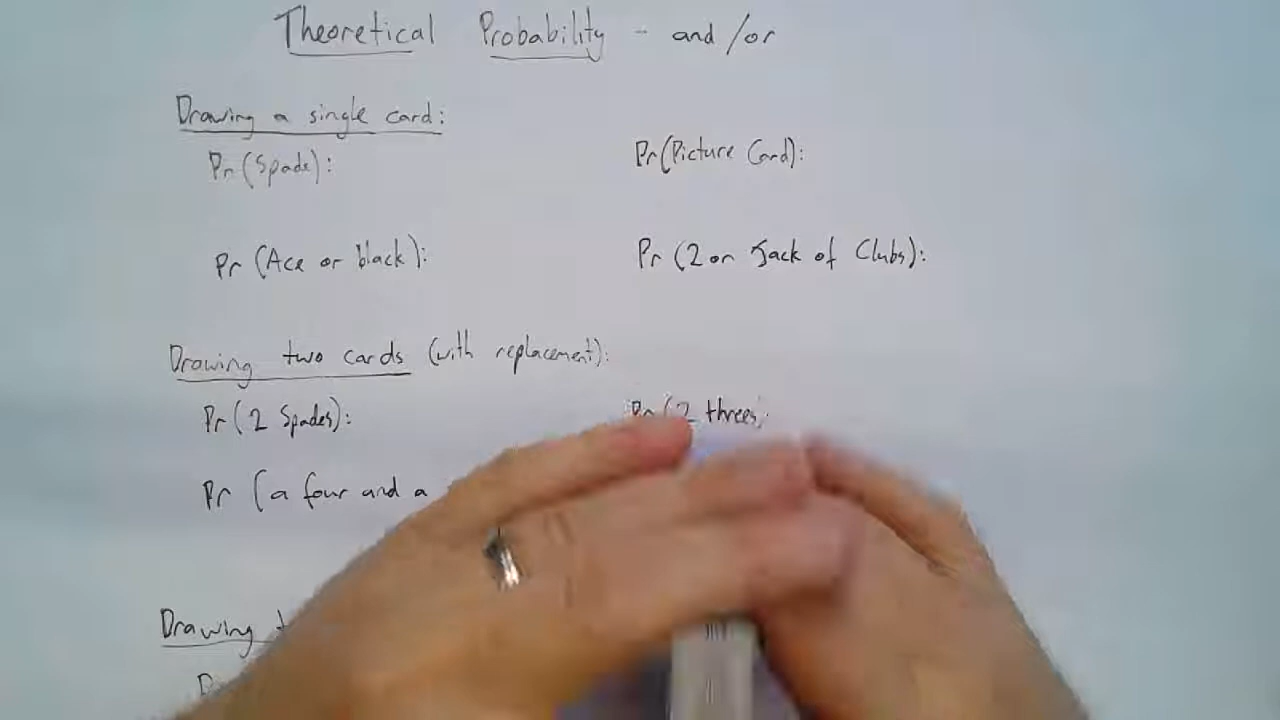 Theoretical Probability - and/or
Drawing a single card:
Pr(Spade):
Pr(Picture Card):
Pr (Ace or black):
Pr (2 or Jack of Clubs):
Drawing two cards (with replacement):
Pr (2 Spades):
Pr (2 threes
Pr (a four and a
Drawing